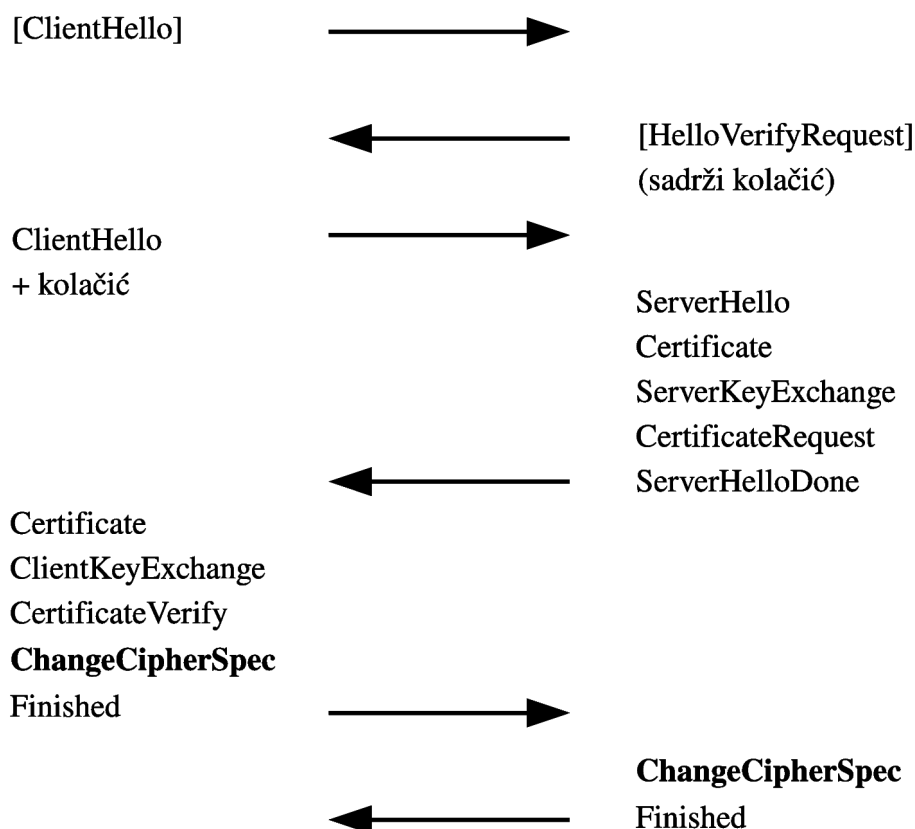 [ClientHello]
[HelloVerifyRequest]
(sadrži kolačić)
ClientHello
+ kolačić
ServerHello
Certificate
ServerKeyExchange
CertificateRequest
ServerHelloDone
Certificate
ClientKeyExchange
CertificateVerify
ChangeCipherSpec
Finished
ChangeCipherSpec
Finished